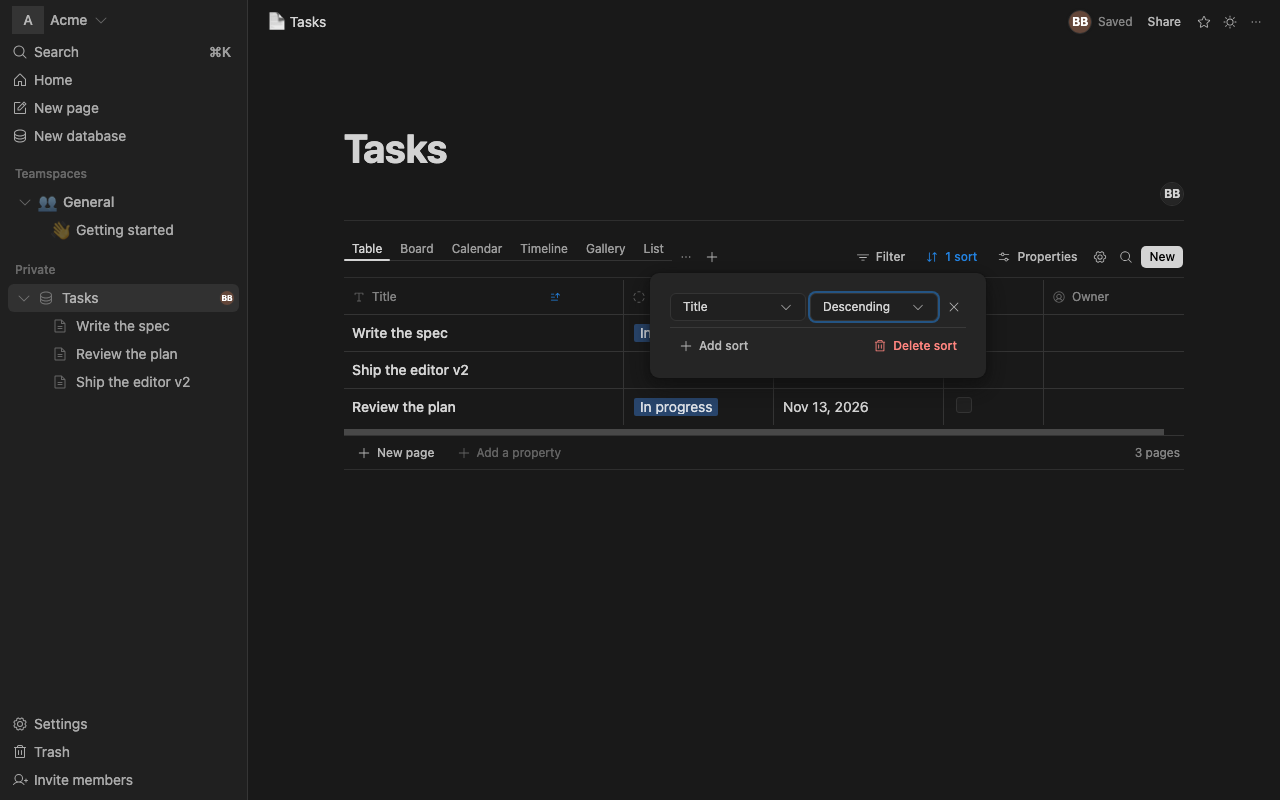 A Acme
Search ⌘K
Home
New page
New database
Teamspaces
General
Getting started
Private
Tasks BB
Write the spec
Review the plan
Ship the editor v2
Settings
Trash
Invite members
Tasks
BB Saved Share
Tasks
BB
Table Board Calendar Timeline Gallery List
Filter 1 sort Properties New
Title Owner
Title Descending
Add sort Delete sort
Write the spec In
Ship the editor v2
Review the plan In progress Nov 13, 2026
New page Add a property 3 pages